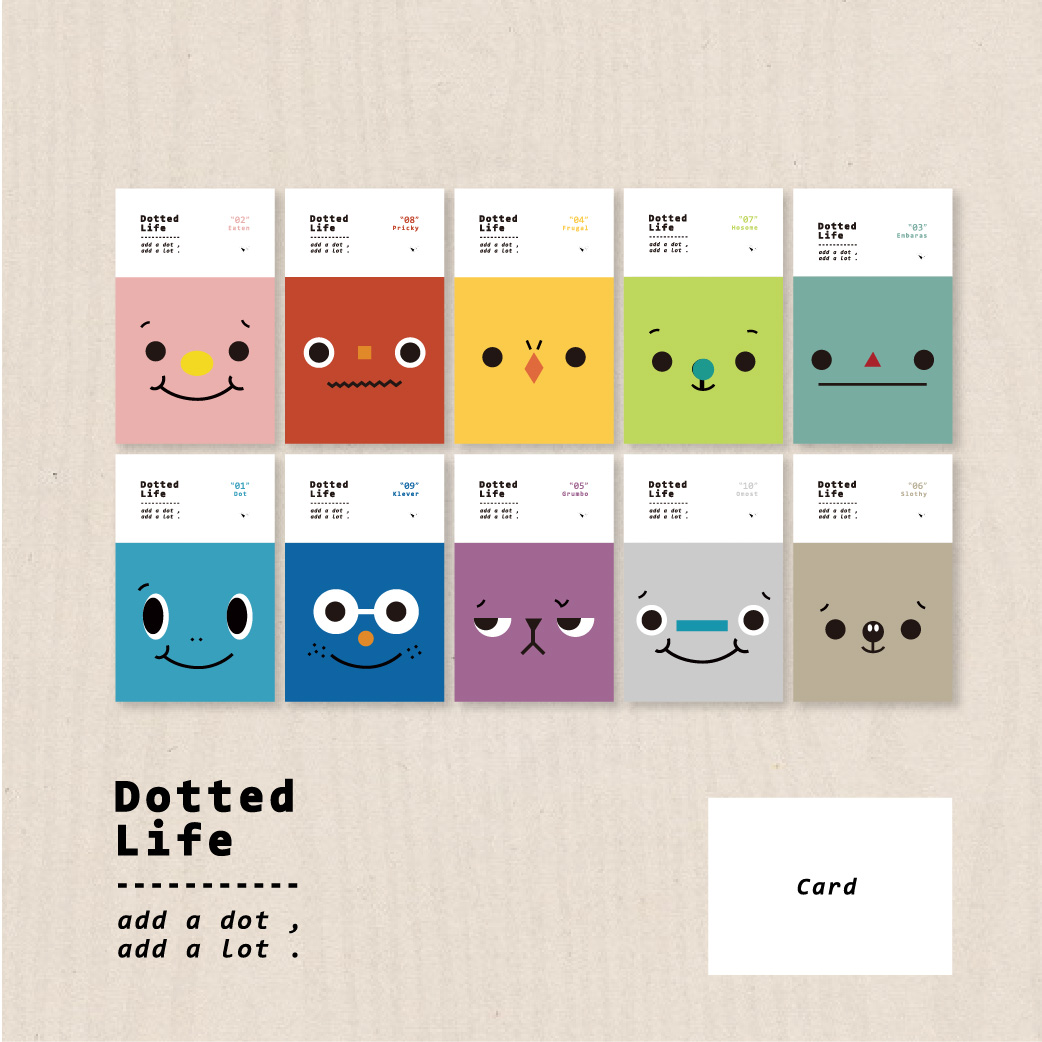 Dotted
Life
add a dot ,
add a lot .
"02"
Eaten
Dotted
Life
add a dot ,
add a lot .
"08"
Pricky
Dotted
Life
add a dot ,
add a lot .
"04"
Frugal
Dotted
Life
add a dot ,
add a lot .
"07"
Dotted
Life
add a dot ,
add a lot .
"03"
Embaras
Dotted
Life
add a dot ,
add a lot .
"01"
Dot
Dotted
Life
add a dot ,
add a lot .
"09"
Klever
Dotted
Life
add a dot ,
add a lot .
"05"
Grumbo
Dotted
Life
add a dot ,
add a lot .
"10"
Dotted
Life
add a dot ,
add a lot .
"06"
Slothy
Dotted
Life
-----------
add a dot ,
add a lot .
Card